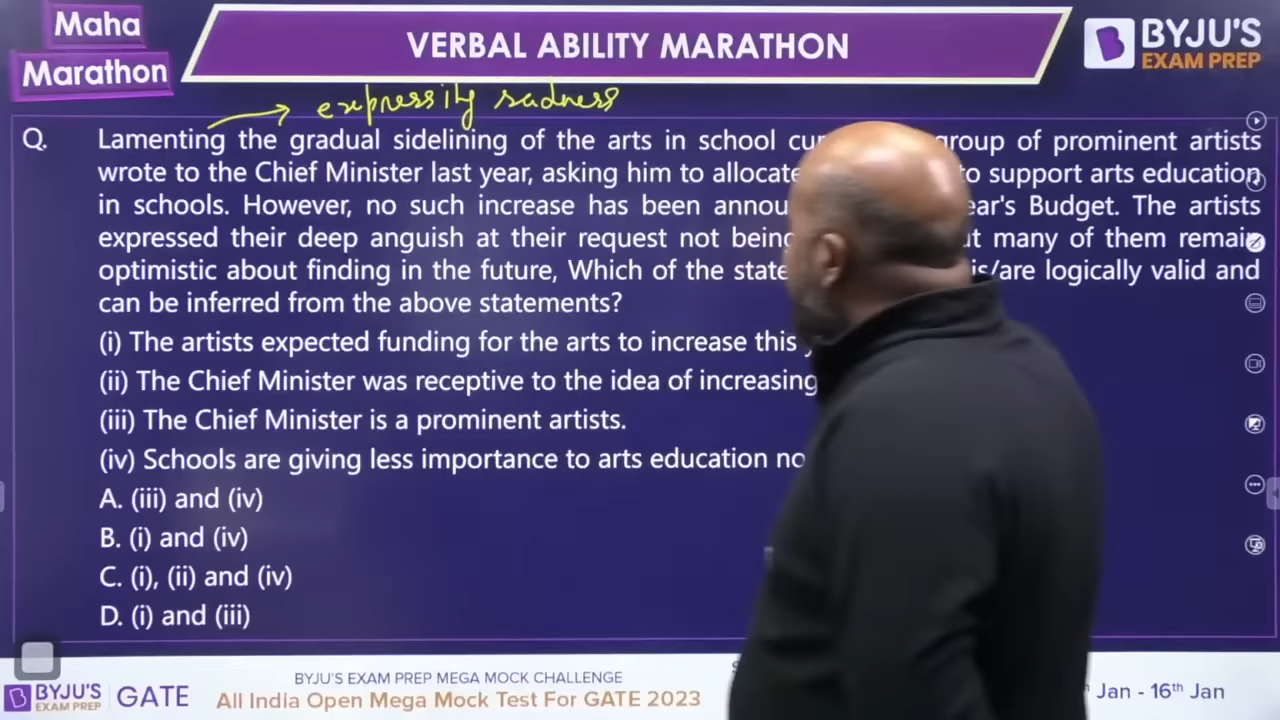 Maha
Marathon
VERBAL ABILITY MARATHON
BYJU'S
EXAM PREP
expressing sadness
Q. Lamenting the gradual sidelining of the arts in school group of prominent artists
wrote to the Chief Minister last year, asking him to allocate to support arts education
in schools. However, no such increase has been Budget. The artists
expressed their deep anguish at their request not being many of them remain
optimistic about finding in the future, Which of the is/are logically valid and
can be inferred from the above statements?
(i) The artists expected funding for the arts to increase this
(ii) The Chief Minister was receptive to the idea of increasing
(iii) The Chief Minister is a prominent artists.
(iv) Schools are giving less importance to arts education
A. (iii) and (iv)
B. (i) and (iv)
C. (i), (ii) and (iv)
D. (i) and (iii)
BYJU'S
EXAM PREP
GATE
BYJU'S EXAM PREP MEGA MOCK CHALLENGE
All India Open Mega Mock Test For GATE 2023
Jan - 16th Jan